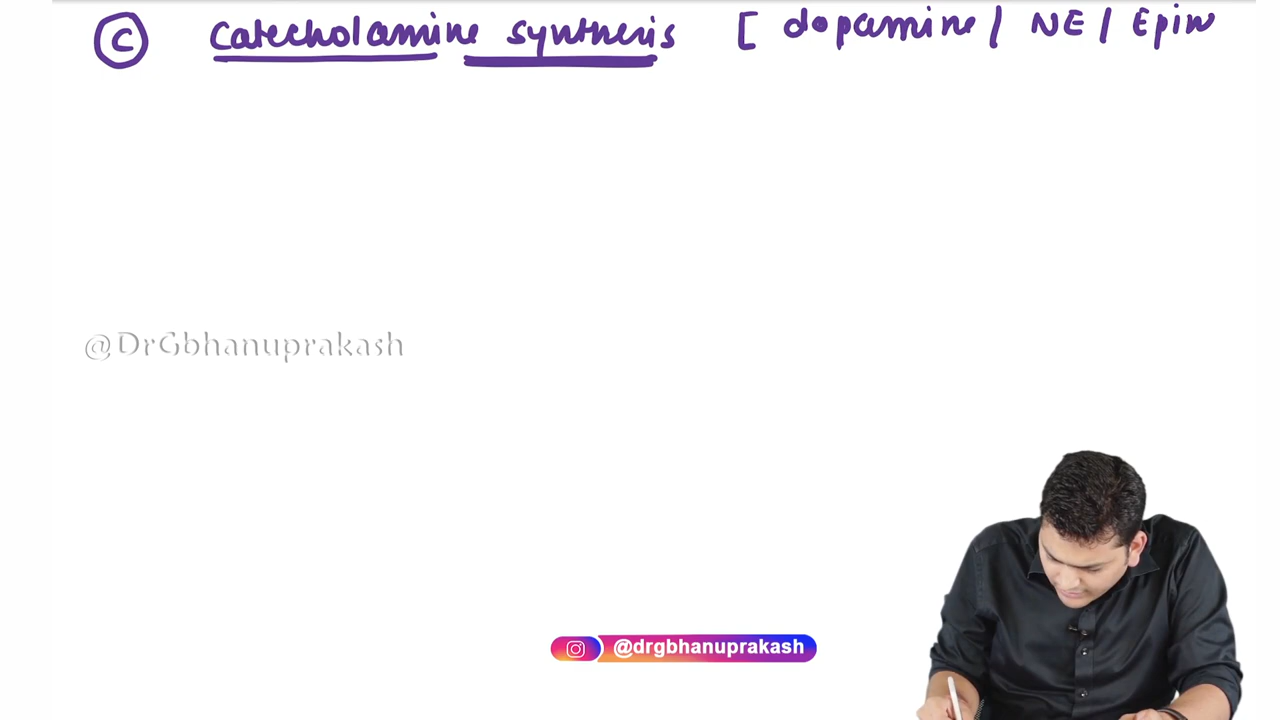 C Catecholamine synthesis [ dopamine / NE / Epin
@DrGbhanuprakash
@drgbhanuprakash